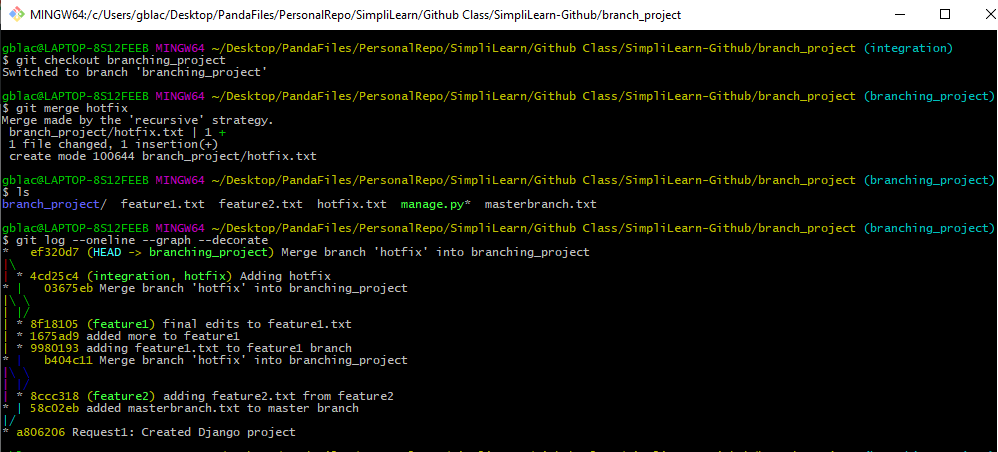 MINGW64:/c/Users/gblac/Desktop/PandaFiles/PersonalRepo/SimpliLearn/Github Class/SimpliLearn-Github/branch_project
gblac@LAPTOP-8S12FEEB MINGW64 ~/Desktop/PandaFiles/PersonalRepo/SimpliLearn/Github Class/SimpliLearn-Github/branch_project (integration)
$ git checkout branching_project
Switched to branch 'branching_project'
gblac@LAPTOP-8S12FEEB MINGW64 ~/Desktop/PandaFiles/PersonalRepo/SimpliLearn/Github Class/SimpliLearn-Github/branch_project (branching_project)
$ git merge hotfix
Merge made by the 'recursive' strategy.
 branch_project/hotfix.txt | 1 +
 1 file changed, 1 insertion(+)
 create mode 100644 branch_project/hotfix.txt
gblac@LAPTOP-8S12FEEB MINGW64 ~/Desktop/PandaFiles/PersonalRepo/SimpliLearn/Github Class/SimpliLearn-Github/branch_project (branching_project)
$ ls
branch_project/  feature1.txt  feature2.txt  hotfix.txt  manage.py*  masterbranch.txt
gblac@LAPTOP-8S12FEEB MINGW64 ~/Desktop/PandaFiles/PersonalRepo/SimpliLearn/Github Class/SimpliLearn-Github/branch_project (branching_project)
$ git log --oneline --graph --decorate
*   ef320d7 (HEAD -> branching_project) Merge branch 'hotfix' into branching_project
|\
| * 4cd25c4 (integration, hotfix) Adding hotfix
* |   03675eb Merge branch 'hotfix' into branching_project
|\ \
| |/
| * 8f18105 (feature1) final edits to feature1.txt
| * 1675ad9 added more to feature1
| * 9980193 adding feature1.txt to feature1 branch
* |   b404c11 Merge branch 'hotfix' into branching_project
|\ \
| |/
| * 8ccc318 (feature2) adding feature2.txt from feature2
* | 58c02eb added masterbranch.txt to master branch
|/
* a806206 Request1: Created Django project